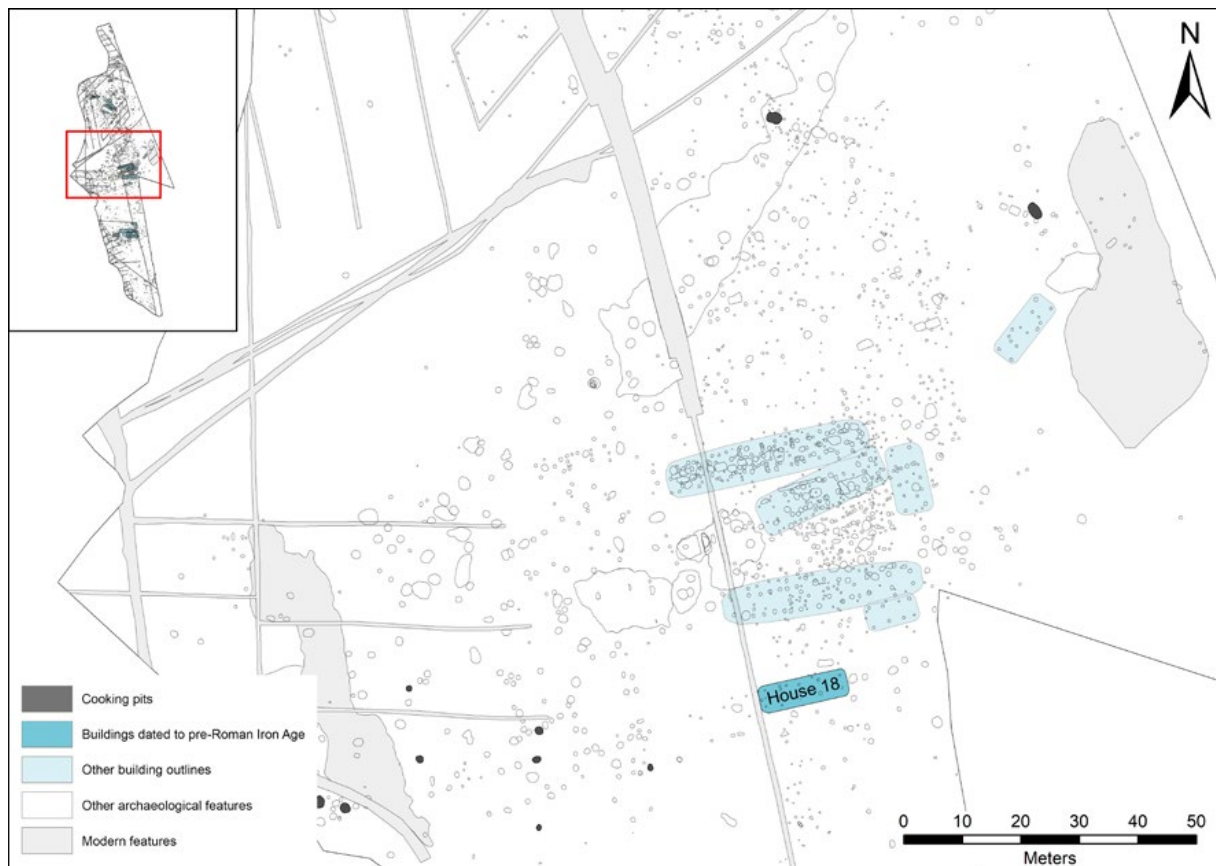 N
House 18
Cooking pits
Buildings dated to pre-Roman Iron Age
Other building outlines
Other archaeological features
Modern features
0 10 20 30 40 50
Meters